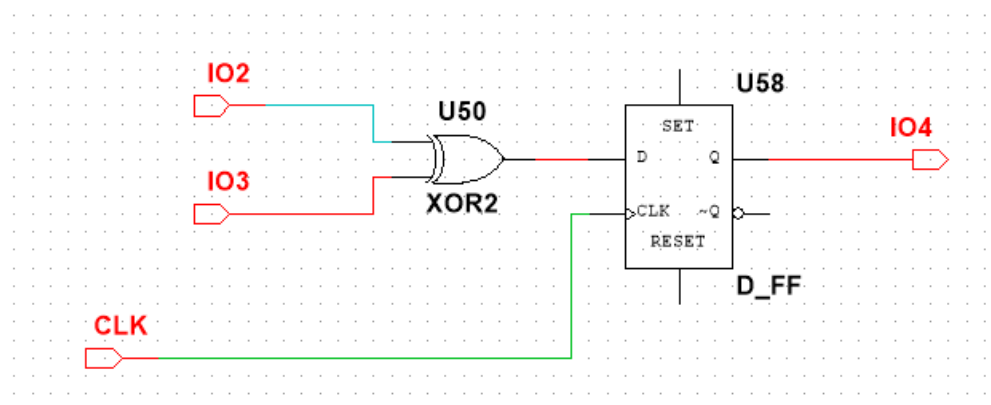 IO2
U50
U58
SET
IO4
D
Q
IO3
XOR2
CLK
~Q
RESET
D_FF
CLK